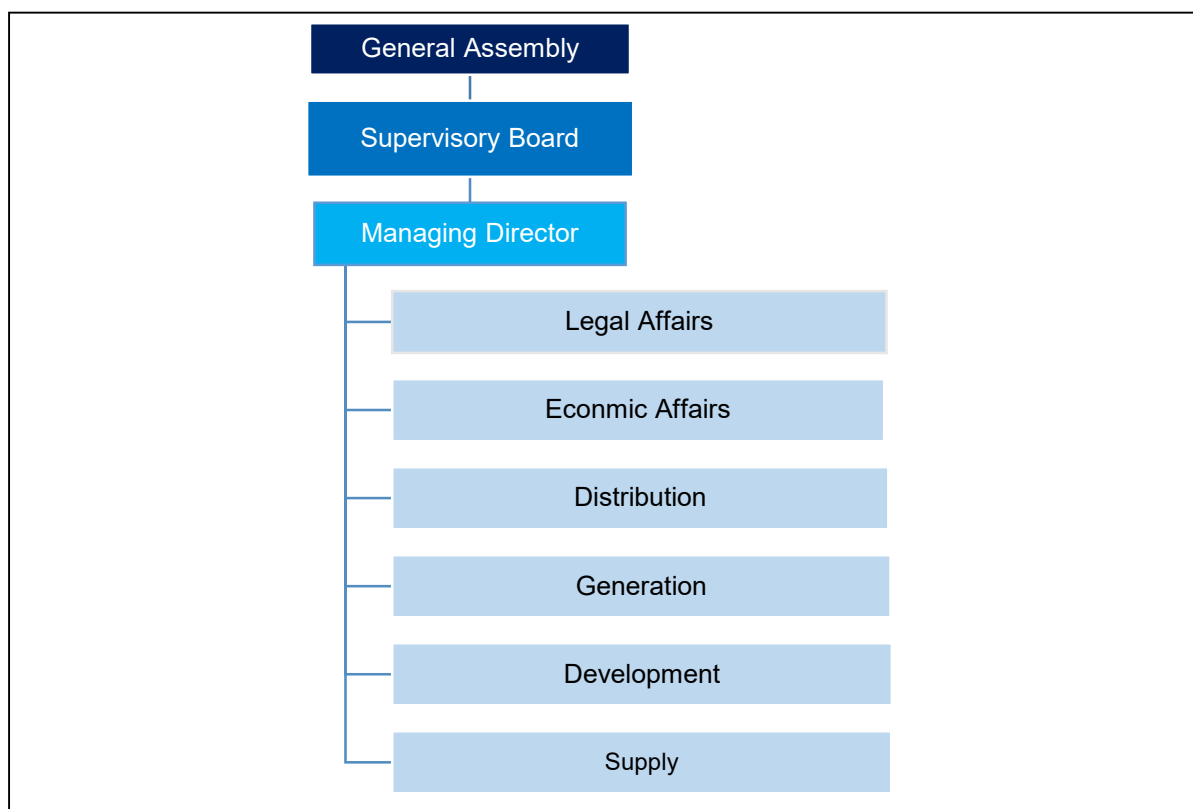 General Assembly
Supervisory Board
Managing Director
Legal Affairs
Econmic Affairs
Distribution
Generation
Development
Supply